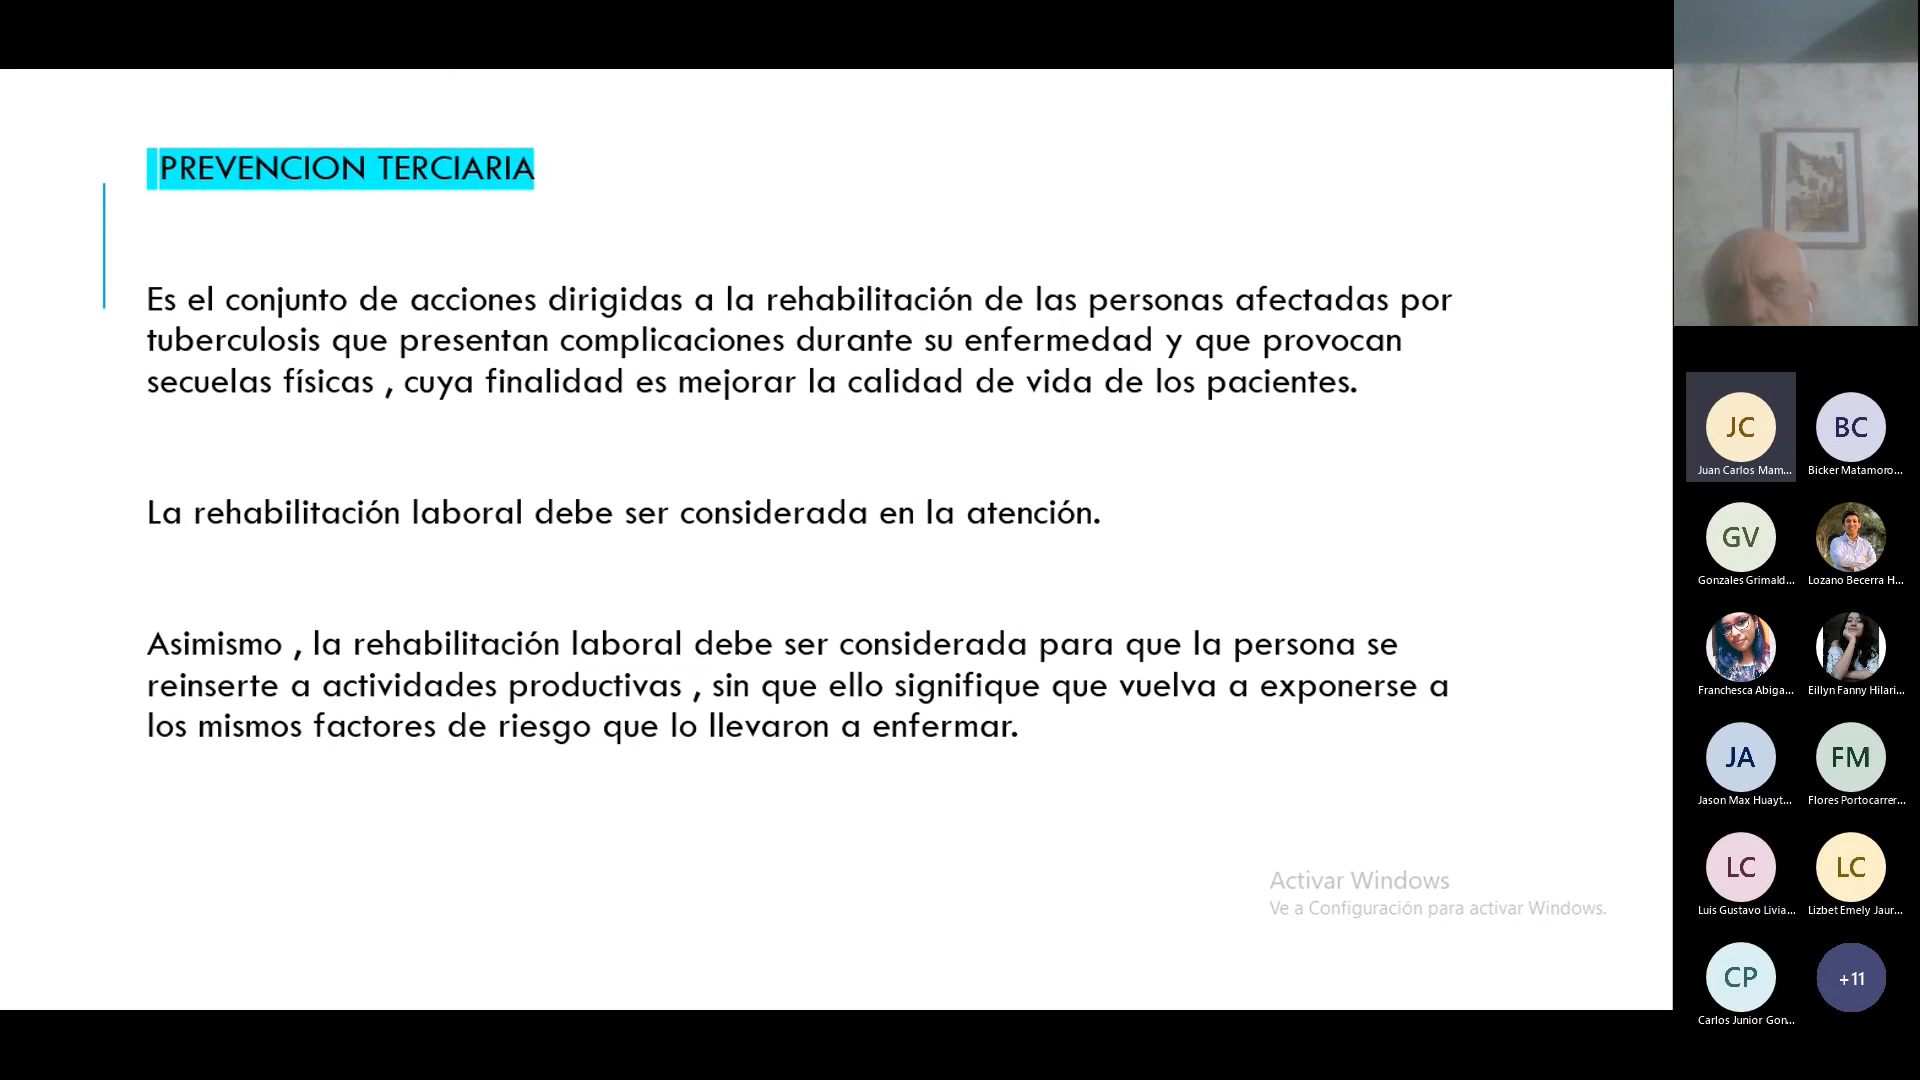 PREVENCION TERCIARIA
Es el conjunto de acciones dirigidas a la rehabilitación de las personas afectadas por
tuberculosis que presentan complicaciones durante su enfermedad y que provocan
secuelas físicas , cuya finalidad es mejorar la calidad de vida de los pacientes.
La rehabilitación laboral debe ser considerada en la atención.
Asimismo , la rehabilitación laboral debe ser considerada para que la persona se
reinserte a actividades productivas , sin que ello signifique que vuelva a exponerse a
los mismos factores de riesgo que lo llevaron a enfermar.
Activar Windows
Ve a Configuración para activar Windows.
JC
BC
Juan Carlos Mam...
Bicker Matamoro...
GV
Gonzales Grimald...
Lozano Becerra H...
Franchesca Abiga...
Eillyn Fanny Hilari...
JA
FM
Jason Max Huayt...
Flores Portocarrer...
LC
LC
Luis Gustavo Livia...
Lizbet Emely Jaur...
CP
+11
Carlos Junior Gon...